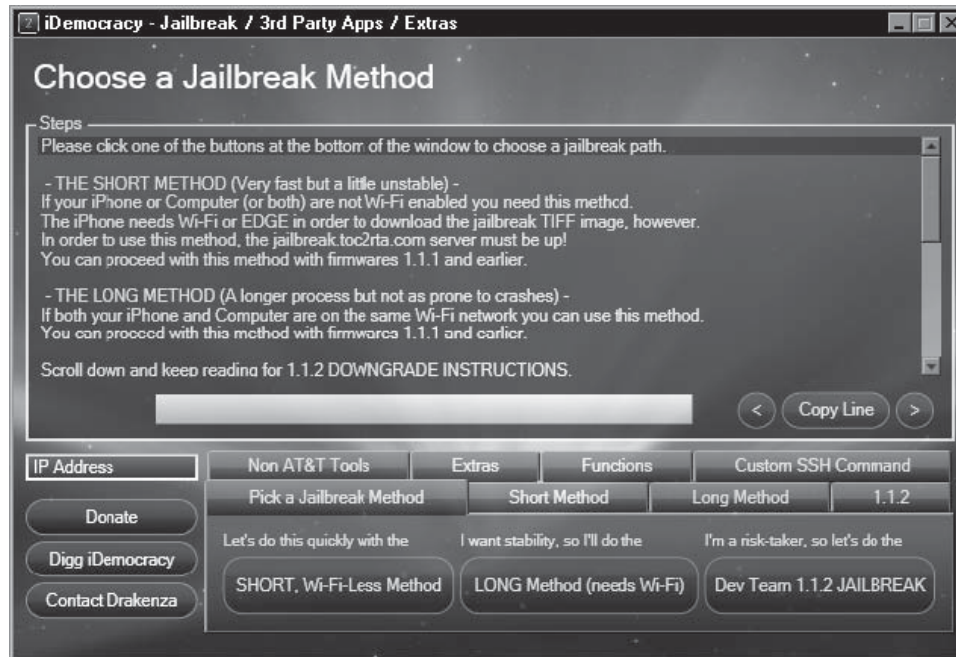 iDemocracy - Jailbreak / 3rd Party Apps / Extras
Choose a Jailbreak Method
Steps
Please click one of the buttons at the bottom of the window to choose a jailbreak path.
- THE SHORT METHOD (Very fast but a little unstable) -
If your iPhone or Computer (or both) are not Wi-Fi enabled you need this method.
The iPhone needs Wi-Fi or EDGE in order to download the jailbreak TIFF image, however.
In order to use this method, the jailbreak.toc2rta.com server must be up!
You can proceed with this method with firmwares 1.1.1 and earlier.
- THE LONG METHOD (A longer process but not as prone to crashes) -
If both your iPhone and Computer are on the same Wi-Fi network you can use this method.
You can proceed with this method with firmwares 1.1.1 and earlier.
Scroll down and keep reading for 1.1.2 DOWNGRADE INSTRUCTIONS.
< Copy Line >
IP Address
Non AT&T Tools Extras Functions Custom SSH Command
Pick a Jailbreak Method Short Method Long Method 1.1.2
Donate
Digg iDemocracy
Contact Drakenza
Let's do this quickly with the
I want stability, so I'll do the
I'm a risk-taker, so let's do the
SHORT, Wi-Fi-Less Method
LONG Method (needs Wi-Fi)
Dev Team 1.1.2 JAILBREAK